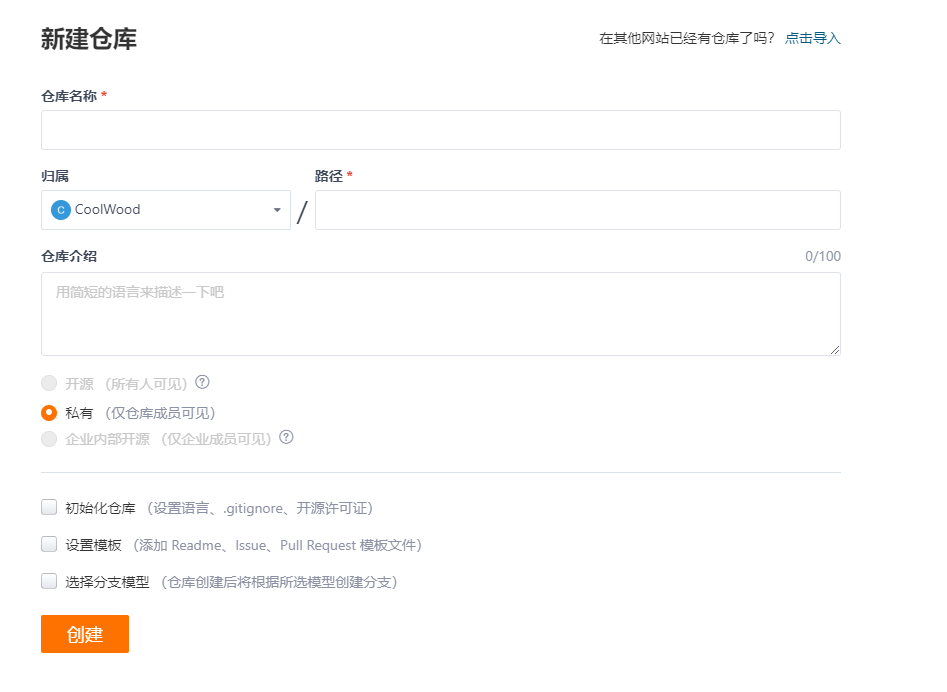 新建仓库
在其他网站已经有仓库了吗? 点击导入
仓库名称 *
归属
路径 *
C CoolWood
/
仓库介绍
0/100
用简短的语言来描述一下吧
开源 (所有人可见) ?
私有 (仅仓库成员可见)
企业内部开源 (仅企业成员可见) ?
初始化仓库 (设置语言、.gitignore、开源许可证)
设置模板 (添加 Readme、Issue、Pull Request 模板文件)
选择分支模型 (仓库创建后将根据所选模型创建分支)
创建